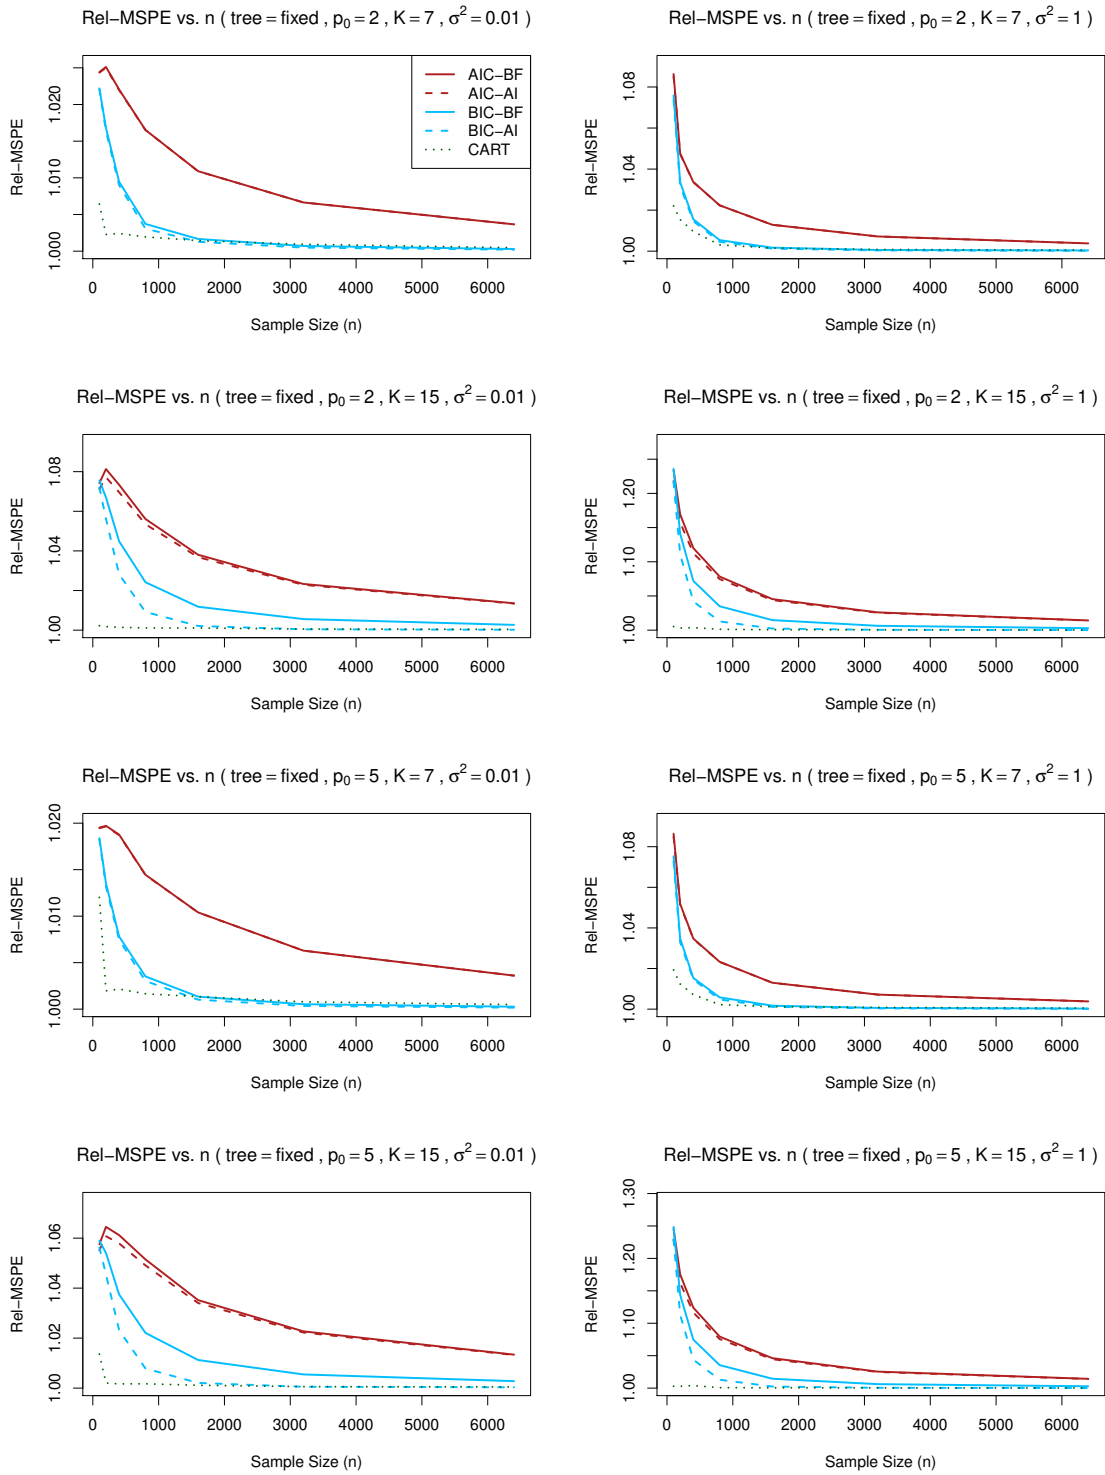 Rel−MSPE vs. n ( tree = fixed , p0 = 2 , K = 7 , σ2 = 0.01 )
Rel−MSPE
1.000 1.010 1.020
AIC−BF
AIC−AI
BIC−BF
BIC−AI
CART
0 1000 2000 3000 4000 5000 6000
Sample Size (n)
Rel−MSPE vs. n ( tree = fixed , p0 = 2 , K = 7 , σ2 = 1 )
Rel−MSPE
1.00 1.04 1.08
0 1000 2000 3000 4000 5000 6000
Sample Size (n)
Rel−MSPE vs. n ( tree = fixed , p0 = 2 , K = 15 , σ2 = 0.01 )
Rel−MSPE
1.00 1.04 1.08
0 1000 2000 3000 4000 5000 6000
Sample Size (n)
Rel−MSPE vs. n ( tree = fixed , p0 = 2 , K = 15 , σ2 = 1 )
Rel−MSPE
1.00 1.10 1.20
0 1000 2000 3000 4000 5000 6000
Sample Size (n)
Rel−MSPE vs. n ( tree = fixed , p0 = 5 , K = 7 , σ2 = 0.01 )
Rel−MSPE
1.000 1.010 1.020
0 1000 2000 3000 4000 5000 6000
Sample Size (n)
Rel−MSPE vs. n ( tree = fixed , p0 = 5 , K = 7 , σ2 = 1 )
Rel−MSPE
1.00 1.04 1.08
0 1000 2000 3000 4000 5000 6000
Sample Size (n)
Rel−MSPE vs. n ( tree = fixed , p0 = 5 , K = 15 , σ2 = 0.01 )
Rel−MSPE
1.00 1.02 1.04 1.06
0 1000 2000 3000 4000 5000 6000
Sample Size (n)
Rel−MSPE vs. n ( tree = fixed , p0 = 5 , K = 15 , σ2 = 1 )
Rel−MSPE
1.00 1.10 1.20 1.30
0 1000 2000 3000 4000 5000 6000
Sample Size (n)